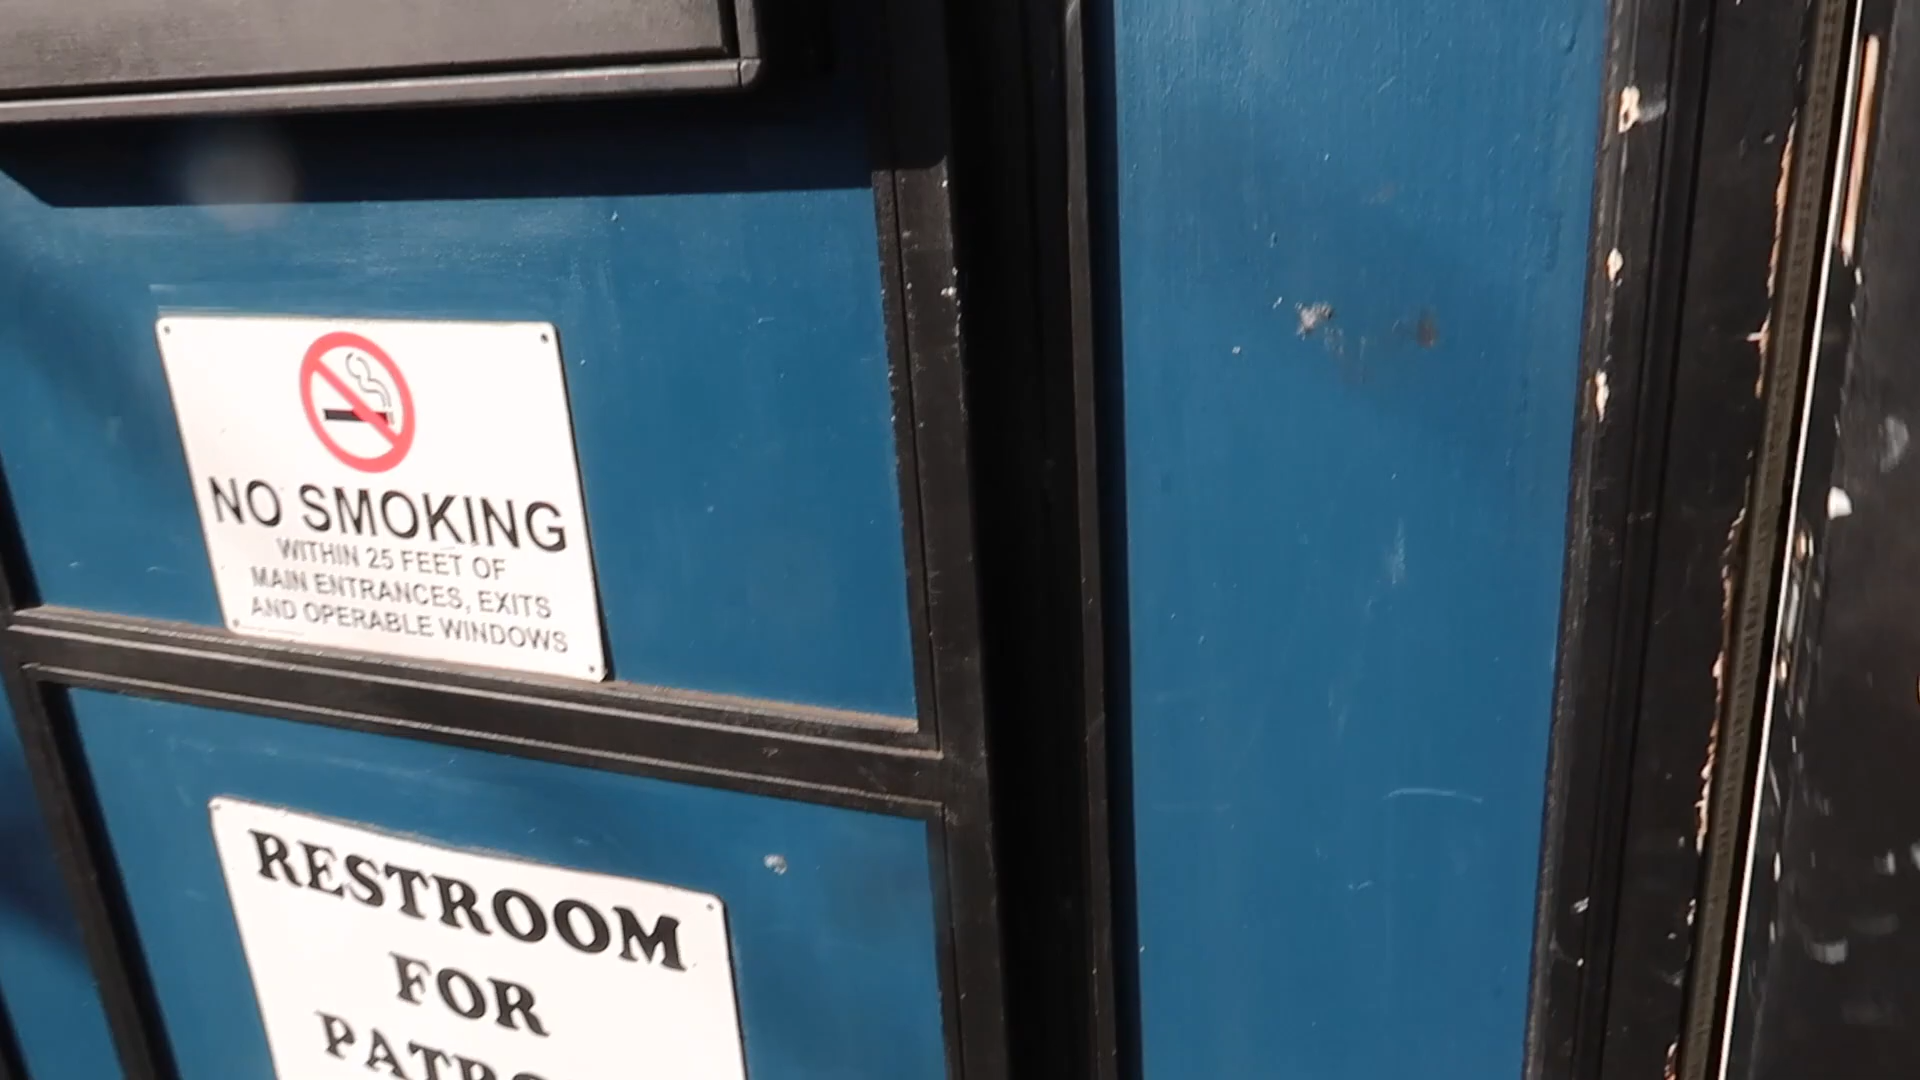 NO SMOKING
WITHIN 25 FEET OF
MAIN ENTRANCES, EXITS
AND OPERABLE WINDOWS
RESTROOM
FOR